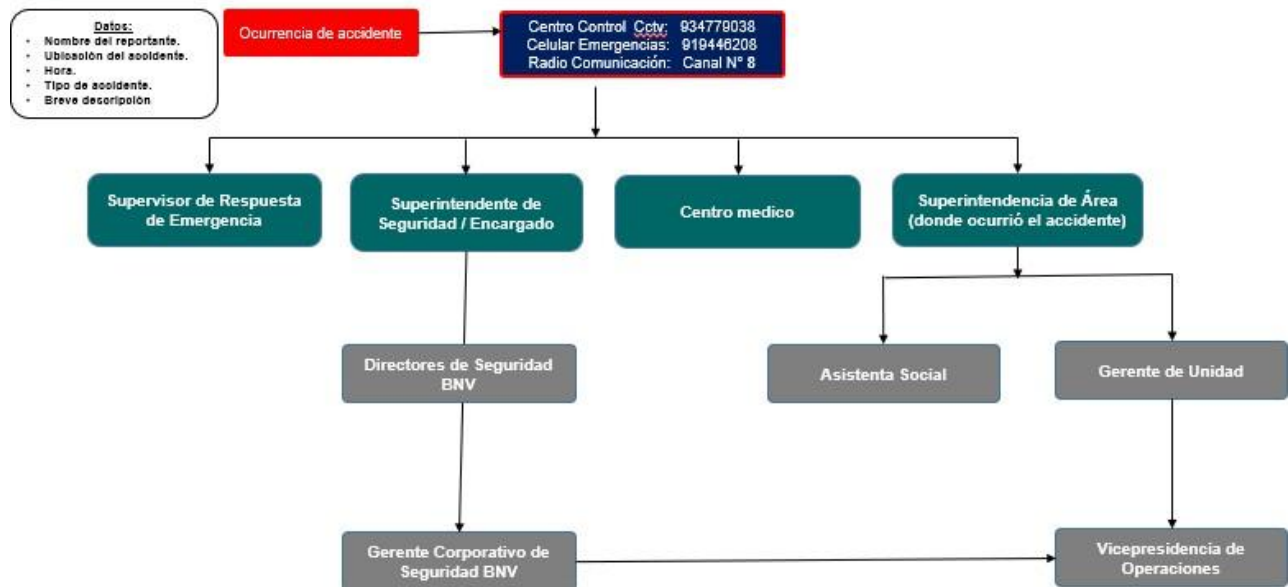 Datos:
• Nombre del reportante.
• Ubicación del accidente.
• Hora.
• Tipo de accidente.
• Breve descripción
Ocurrencia de accidente
Centro Control Cctv: 934779038
Celular Emergencias: 919446208
Radio Comunicación: Canal N° 8
Supervisor de Respuesta
de Emergencia
Superintendente de
Seguridad / Encargado
Centro medico
Superintendencia de Área
(donde ocurrió el accidente)
Directores de Seguridad
BNV
Asistenta Social
Gerente de Unidad
Gerente Corporativo de
Seguridad BNV
Vicepresidencia de
Operaciones